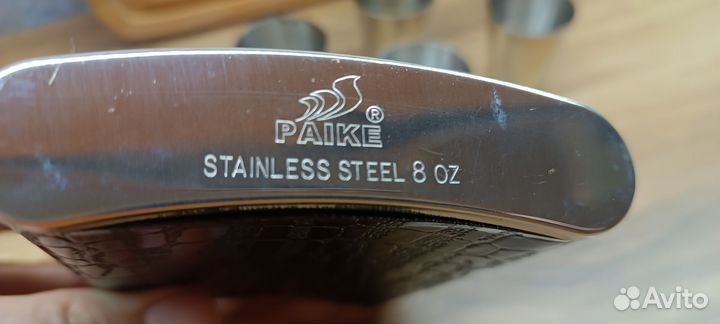 PAIKE®
STAINLESS STEEL 8 OZ
Avito